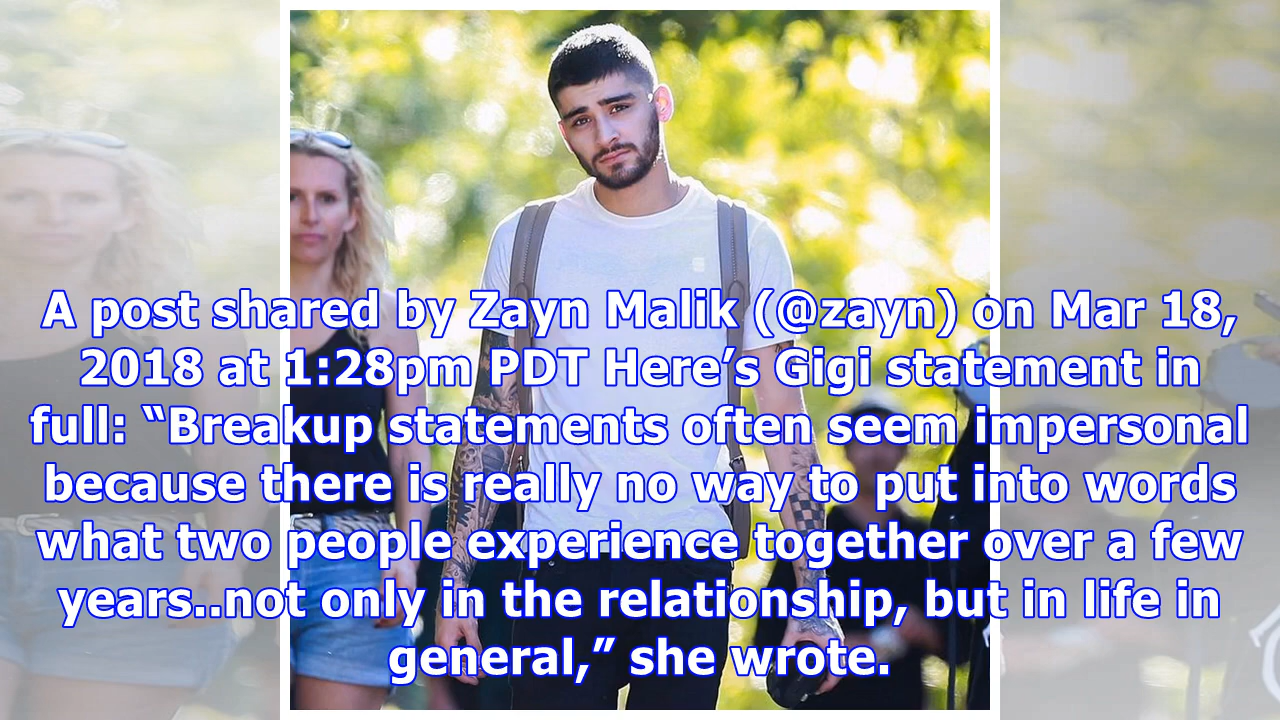 A post shared by Zayn Malik (@zayn) on Mar 18,
2018 at 1:28pm PDT Here’s Gigi statement in
full: “Breakup statements often seem impersonal
because there is really no way to put into words
what two people experience together over a few
years..not only in the relationship, but in life in
general,” she wrote.